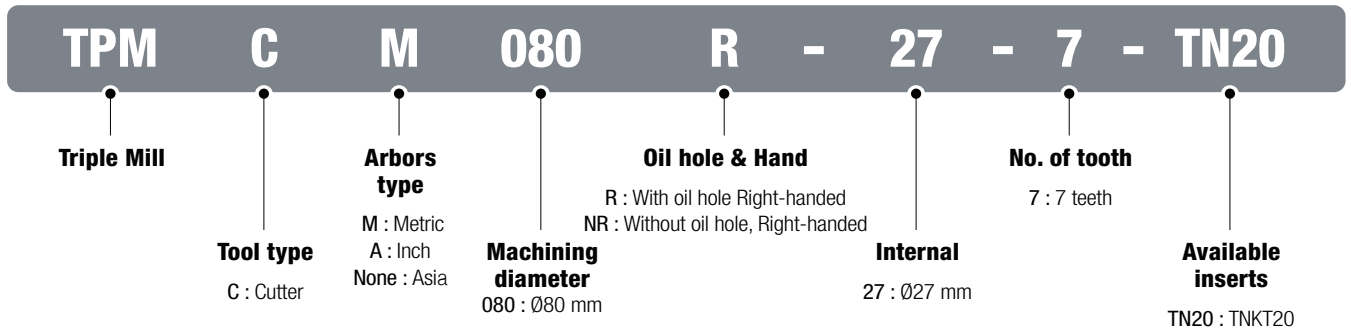 TPM C M 080 R - 27 - 7 - TN20
Triple Mill
Tool type
C : Cutter
Arbors
type
M : Metric
A : Inch
None : Asia
Machining
diameter
080 : Ø80 mm
Oil hole & Hand
R : With oil hole Right-handed
NR : Without oil hole, Right-handed
Internal
27 : Ø27 mm
No. of tooth
7 : 7 teeth
Available
inserts
TN20 : TNKT20